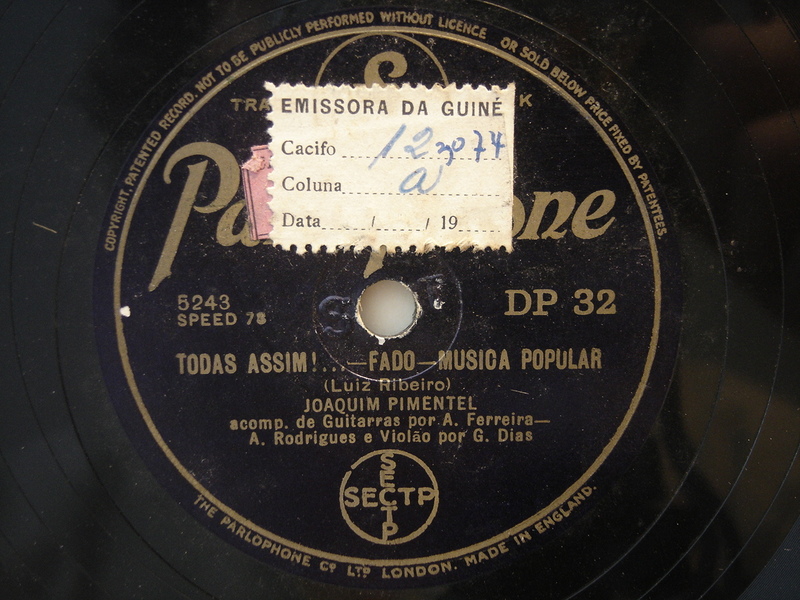 COPYRIGHT. PATENTED RECORD. NOT TO BE PUBLICLY PERFORMED WITHOUT LICENCE OR SOLD BELOW PRICE FIXED BY PATENTEES.
TRA K
EMISSORA DA GUINÉ
Cacifo 12 74
Coluna a
Data / / 19
Pa one
5243
SPEED 78
DP 32
TODAS ASSIM!...—FADO—MUSICA POPULAR
(Luiz Ribeiro)
JOAQUIM PIMENTEL
acomp. de Guitarras por A. Ferreira—
A. Rodrigues e Violão por G. Dias
SECTP
SECTP
THE PARLOPHONE Cº LTD LONDON. MADE IN ENGLAND.